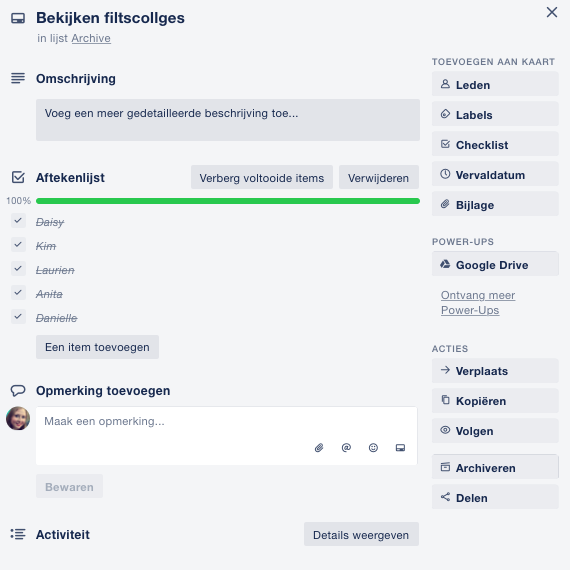 Bekijken filtscollges
in lijst Archive
Omschrijving
Voeg een meer gedetailleerde beschrijving toe...
Aftekenlijst
Verberg voltooide items
Verwijderen
100%
Daisy
Kim
Laurien
Anita
Danielle
Een item toevoegen
Opmerking toevoegen
Maak een opmerking...
@
Bewaren
Activiteit
Details weergeven
TOEVOEGEN AAN KAART
Leden
Labels
Checklist
Vervaldatum
Bijlage
POWER-UPS
Google Drive
Ontvang meer
Power-Ups
ACTIES
Verplaats
Kopiëren
Volgen
Archiveren
Delen